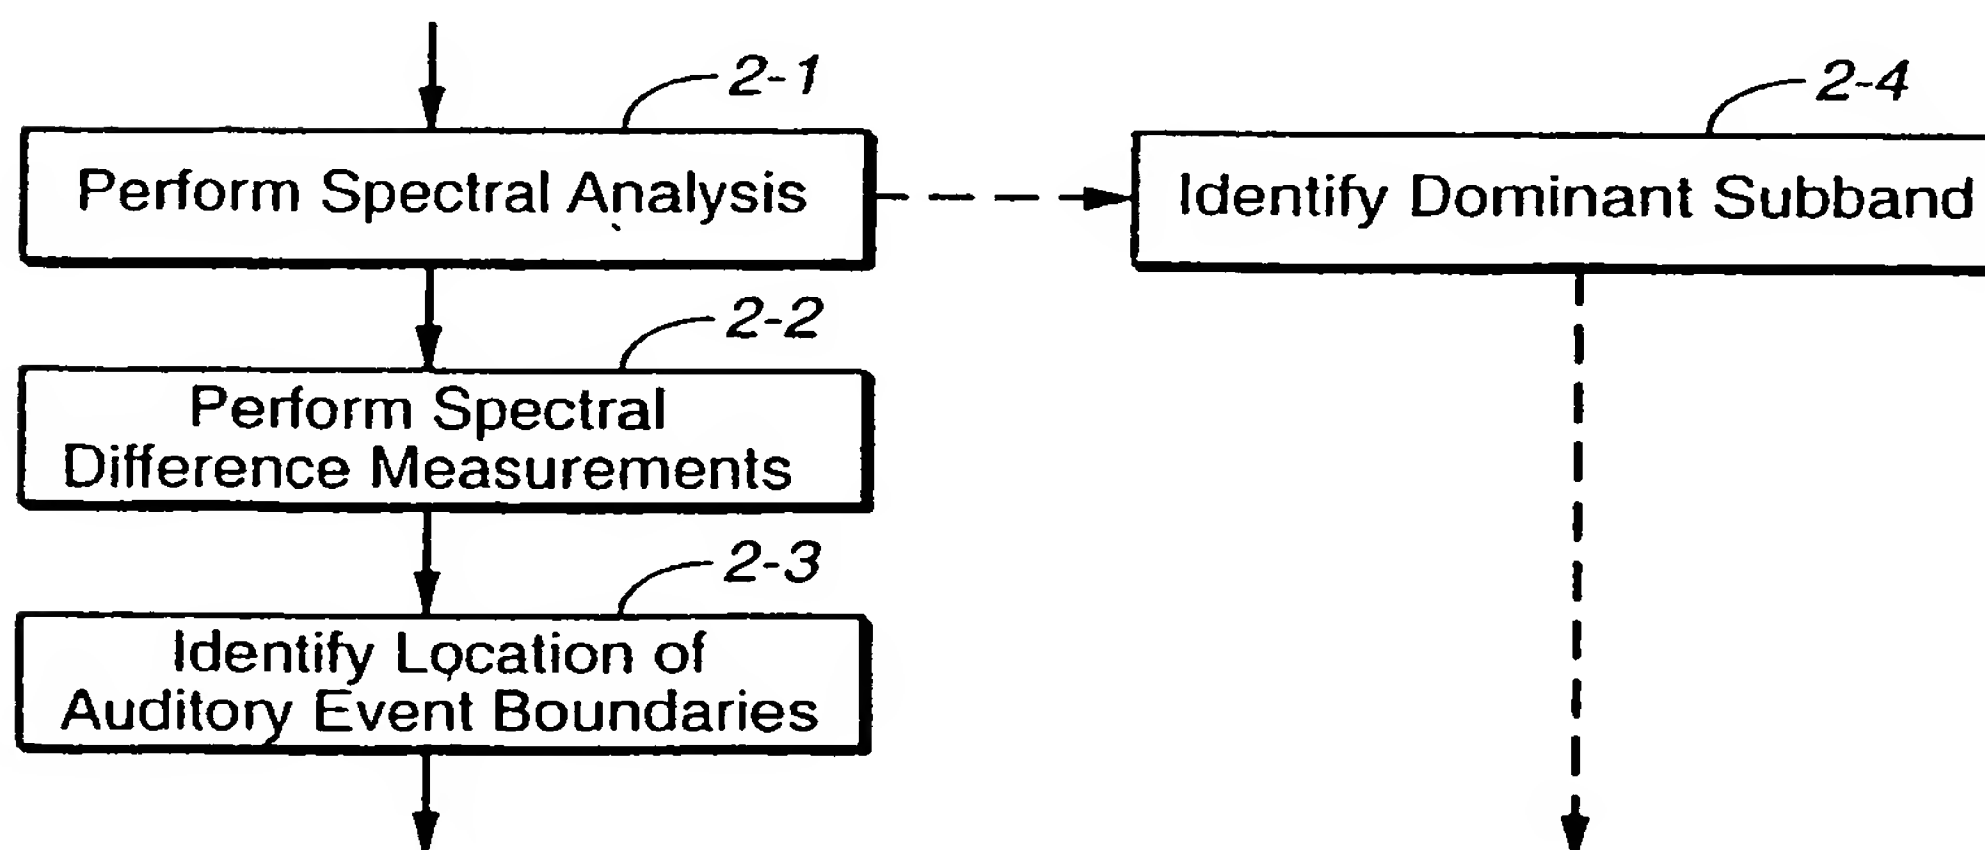 2-1
Perform Spectral Analysis
2-4
Identify Dominant Subband
2-2
Perform Spectral
Difference Measurements
2-3
Identify Location of
Auditory Event Boundaries